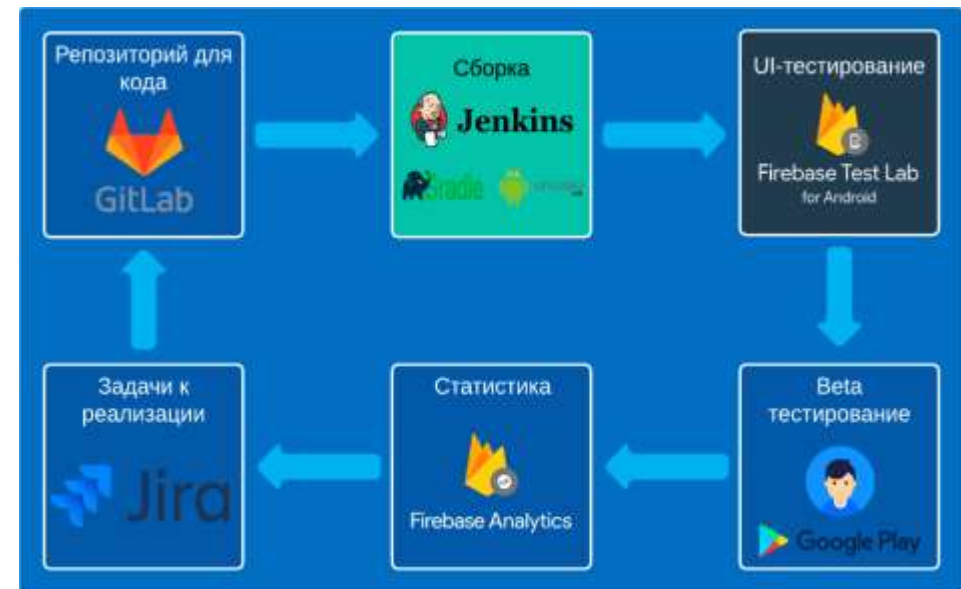 Репозиторий для
кода
GitLab
Сборка
Jenkins
Gradle
UI-тестирование
Firebase Test Lab
for Android
Задачи к
реализации
Jira
Статистика
Firebase Analytics
Beta
тестирование
Google Play